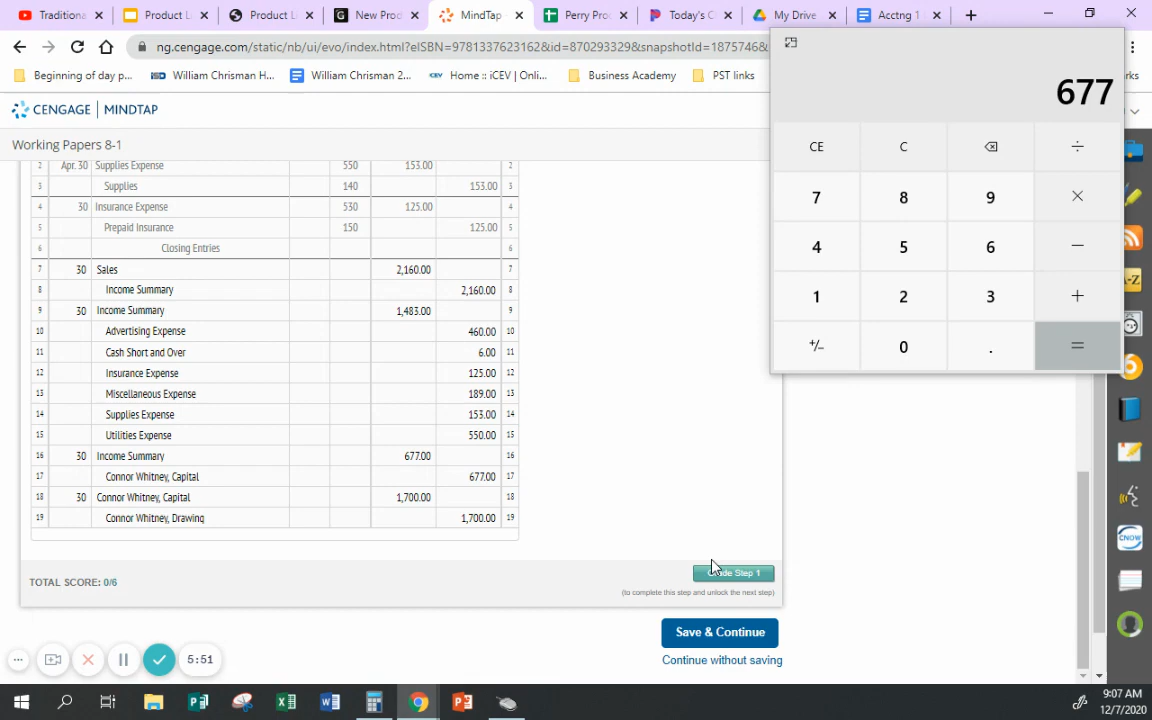 Traditiona
Product L
Product Li
New Prod
MindTap
Perry Proc
Today's C
My Drive
Acctng 1
ng.cengage.com/static/nb/ui/evo/index.html?eISBN=9781337623162&id=870293329&snapshotId=1875746&
Beginning of day p...
William Chrisman H...
William Chrisman 2...
Home :: iCEV | Onli...
Business Academy
PST links
rks
CENGAGE | MINDTAP
Working Papers 8-1
677
CE C ÷
7 8 9 ×
4 5 6 −
1 2 3 +
+/− 0 . =
2 Apr. 30 Supplies Expense 550 153.00 2
3 Supplies 140 153.00 3
4 30 Insurance Expense 530 125.00 4
5 Prepaid Insurance 150 125.00 5
6 Closing Entries 6
7 30 Sales 2,160.00 7
8 Income Summary 2,160.00 8
9 30 Income Summary 1,483.00 9
10 Advertising Expense 460.00 10
11 Cash Short and Over 6.00 11
12 Insurance Expense 125.00 12
13 Miscellaneous Expense 189.00 13
14 Supplies Expense 153.00 14
15 Utilities Expense 550.00 15
16 30 Income Summary 677.00 16
17 Connor Whitney, Capital 677.00 17
18 30 Connor Whitney, Capital 1,700.00 18
19 Connor Whitney, Drawing 1,700.00 19
A-Z
CNOW
TOTAL SCORE: 0/6
Step 1
(to complete this step and unlock the next step)
Save & Continue
Continue without saving
5:51
9:07 AM
12/7/2020